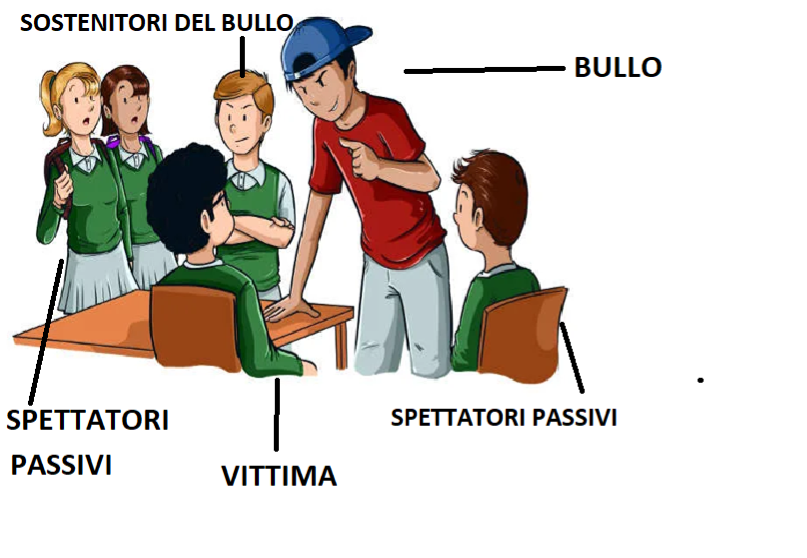 SOSTENITORI DEL BULLO
BULLO
SPETTATORI
PASSIVI
VITTIMA
SPETTATORI PASSIVI